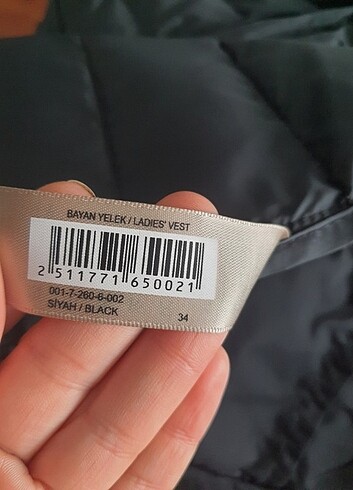 BAYAN YELEK / LADIES' VEST
2 511771 650021
001-7-260-6-002
SİYAH / BLACK 34